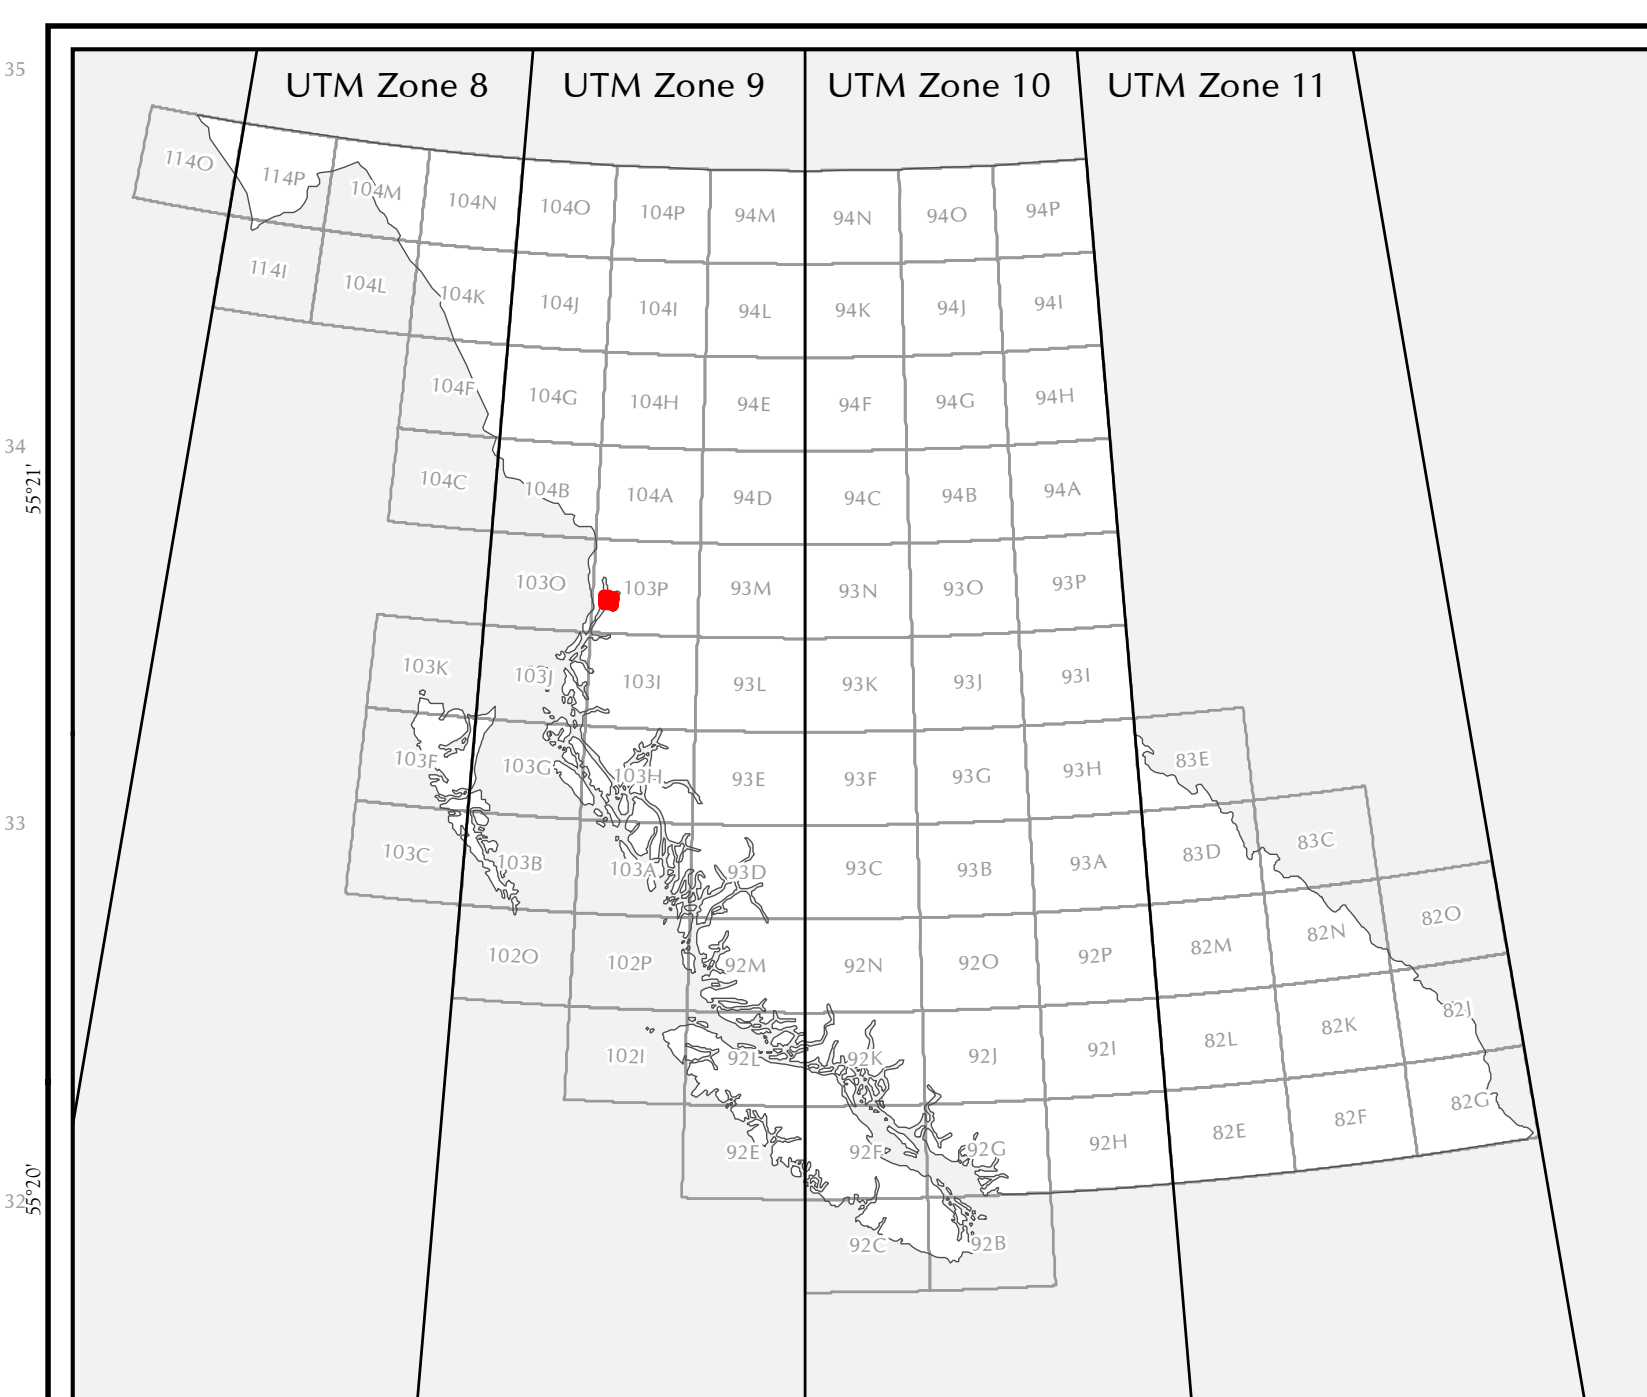 35
UTM Zone 8 UTM Zone 9 UTM Zone 10 UTM Zone 11
114O 114P 104M 104N 104O 104P 94M 94N 94O 94P
114I 104L 104K 104J 104I 94L 94K 94J 94I
104F 104G 104H 94E 94F 94G 94H
34
55°21'
104C 104B 104A 94D 94C 94B 94A
103O 103P 93M 93N 93O 93P
103K 103J 103I 93L 93K 93J 93I
103F 103G 103H 93E 93F 93G 93H 83E
33
103C 103B 103A 93D 93C 93B 93A 83D 83C
102O 102P 92M 92N 92O 92P 82M 82N 82O
102I 92L 92K 92J 92I 82L 82K 82J
92E 92F 92G 92H 82E 82F 82G
32
55°20'
92C 92B